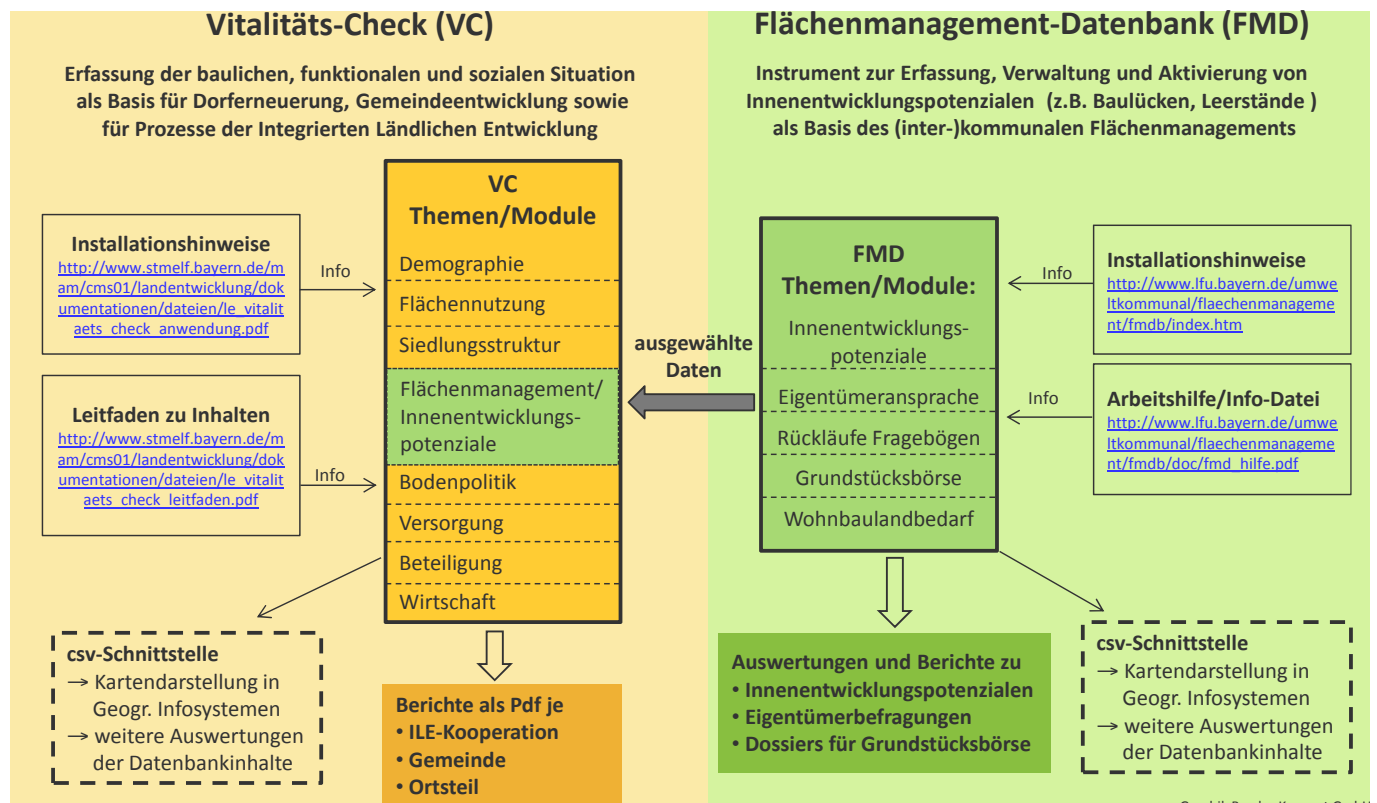 Vitalitäts-Check (VC)
Erfassung der baulichen, funktionalen und sozialen Situation
als Basis für Dorferneuerung, Gemeindeentwicklung sowie
für Prozesse der Integrierten Ländlichen Entwicklung
VC
Themen/Module
Demographie
Flächennutzung
Siedlungsstruktur
Flächenmanagement/
Innenentwicklungs-
potenziale
Bodenpolitik
Versorgung
Beteiligung
Wirtschaft
Installationshinweise
http://www.stmelf.bayern.de/m
am/cms01/landentwicklung/dok
umentationen/dateien/le_vitalit
aets_check_anwendung.pdf
Info
Leitfaden zu Inhalten
http://www.stmelf.bayern.de/m
am/cms01/landentwicklung/dok
umentationen/dateien/le_vitalit
aets_check_leitfaden.pdf
Info
csv-Schnittstelle
→ Kartendarstellung in
Geogr. Infosystemen
→ weitere Auswertungen
der Datenbankinhalte
Berichte als Pdf je
• ILE-Kooperation
• Gemeinde
• Ortsteil
ausgewählte
Daten
Flächenmanagement-Datenbank (FMD)
Instrument zur Erfassung, Verwaltung und Aktivierung von
Innenentwicklungspotenzialen (z.B. Baulücken, Leerstände )
als Basis des (inter-)kommunalen Flächenmanagements
FMD
Themen/Module:
Innenentwicklungs-
potenziale
Eigentümeransprache
Rückläufe Fragebögen
Grundstücksbörse
Wohnbaulandbedarf
Info
Installationshinweise
http://www.lfu.bayern.de/umwe
ltkommunal/flaechenmanageme
nt/fmdb/index.htm
Info
Arbeitshilfe/Info-Datei
http://www.lfu.bayern.de/umwe
ltkommunal/flaechenmanageme
nt/fmdb/doc/fmd_hilfe.pdf
Auswertungen und Berichte zu
• Innenentwicklungspotenzialen
• Eigentümerbefragungen
• Dossiers für Grundstücksbörse
csv-Schnittstelle
→ Kartendarstellung in
Geogr. Infosystemen
→ weitere Auswertungen
der Datenbankinhalte